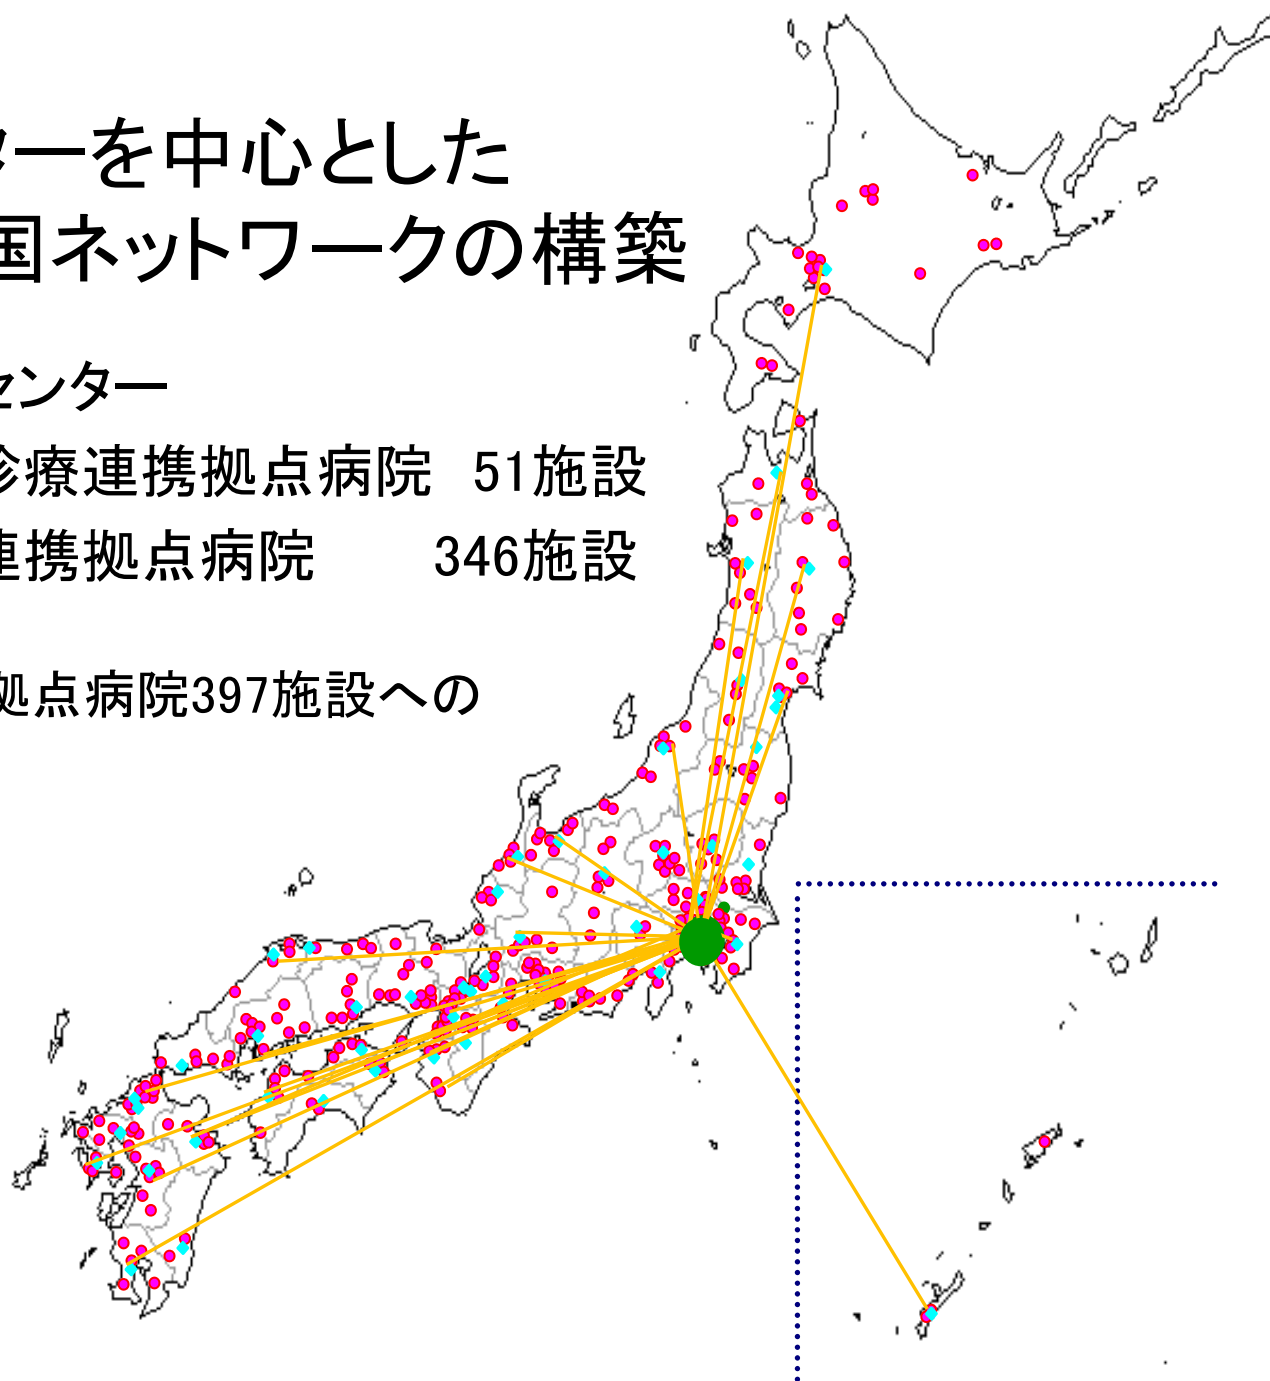 ターを中心とした
国ネットワークの構築
センター
診療連携拠点病院　51施設
連携拠点病院　　346施設
拠点病院397施設への